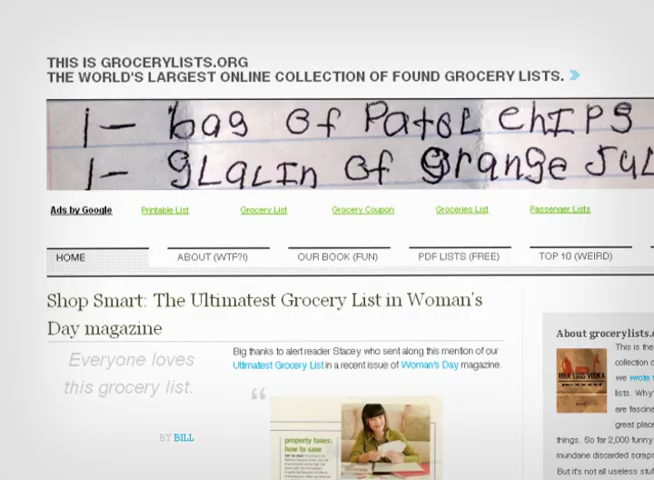 THIS IS GROCERYLISTS.ORG
THE WORLD'S LARGEST ONLINE COLLECTION OF FOUND GROCERY LISTS.
1- bag of Patol chips
1- gLaLIn of grange
Ads by Google Printable List Grocery List Grocery Coupon Groceries List Passenger Lists
HOME ABOUT (WTF?!) OUR BOOK (FUN) PDF LISTS (FREE) TOP 10 (WEIRD)
Shop Smart: The Ultimatest Grocery List in Woman's
Day magazine
Everyone loves
this grocery list.
BY BILL
Big thanks to alert reader Stacey who sent along this mention of our
Ultimatest Grocery List in a recent issue of Woman's Day magazine.
“
property taxes:
how to save
About grocerylists.o
This is the
collection o
we wrote
lists. Why
are fascin
great place
things. So far 2,000 funny
mundane discarded scraps
But it's not all useless stuf